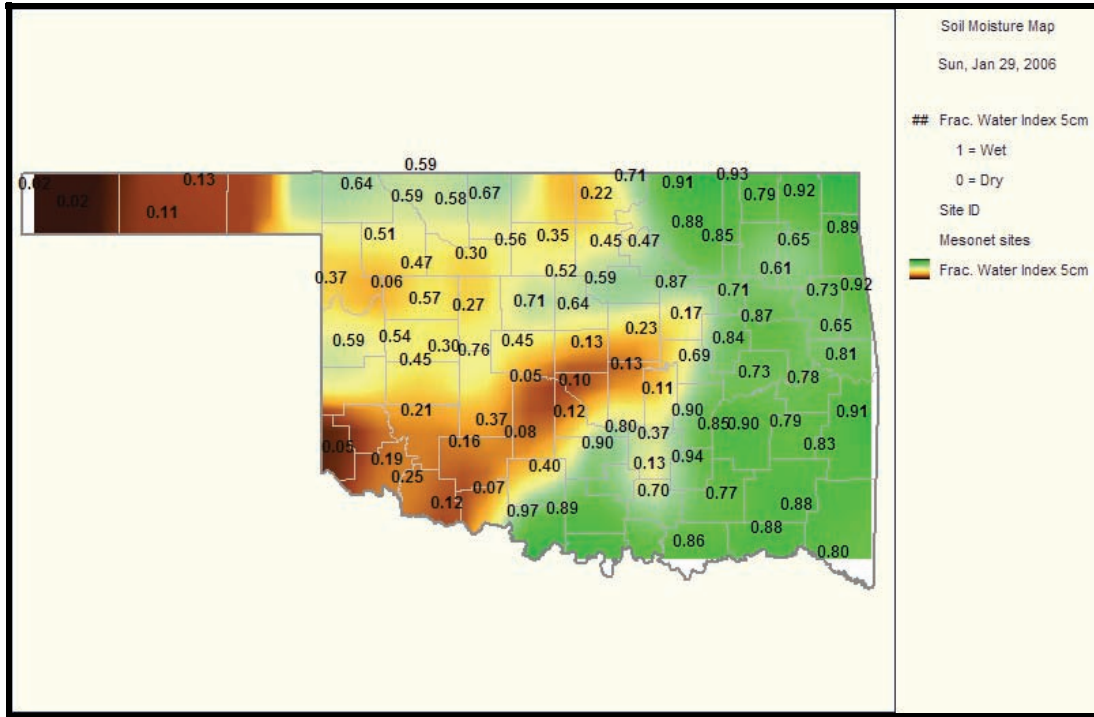 Soil Moisture Map
Sun, Jan 29, 2006
## Frac. Water Index 5cm
1 = Wet
0 = Dry
Site ID
Mesonet sites
Frac. Water Index 5cm
0.59
0.71 0.93
0.02 0.13 0.64 0.59 0.58 0.67 0.22 0.91 0.79 0.92
0.02 0.11 0.88 0.89
0.51 0.56 0.35 0.45 0.47 0.85 0.65
0.47 0.30 0.52 0.61
0.37 0.06 0.59 0.87 0.71 0.73 0.92
0.57 0.27 0.71 0.64 0.17 0.87
0.59 0.54 0.30 0.76 0.45 0.13 0.23 0.84 0.65
0.45 0.13 0.69 0.73 0.81
0.05 0.10 0.11 0.78
0.21 0.37 0.12 0.80 0.90 0.85 0.90 0.79 0.91
0.05 0.16 0.08 0.90 0.37 0.83
0.19 0.25 0.40 0.13 0.94
0.12 0.07 0.70 0.77
0.97 0.89 0.88
0.86 0.88
0.80